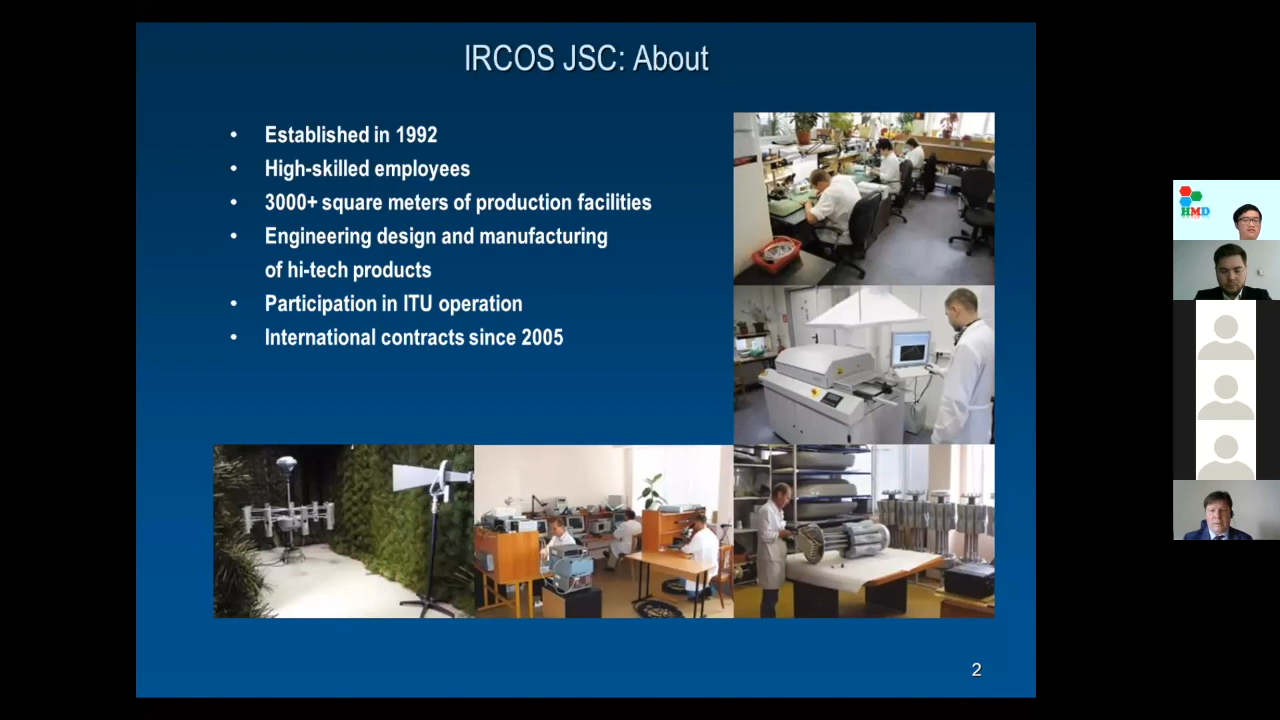 IRCOS JSC: About
• Established in 1992
• High-skilled employees
• 3000+ square meters of production facilities
• Engineering design and manufacturing
of hi-tech products
• Participation in ITU operation
• International contracts since 2005
2
HMD